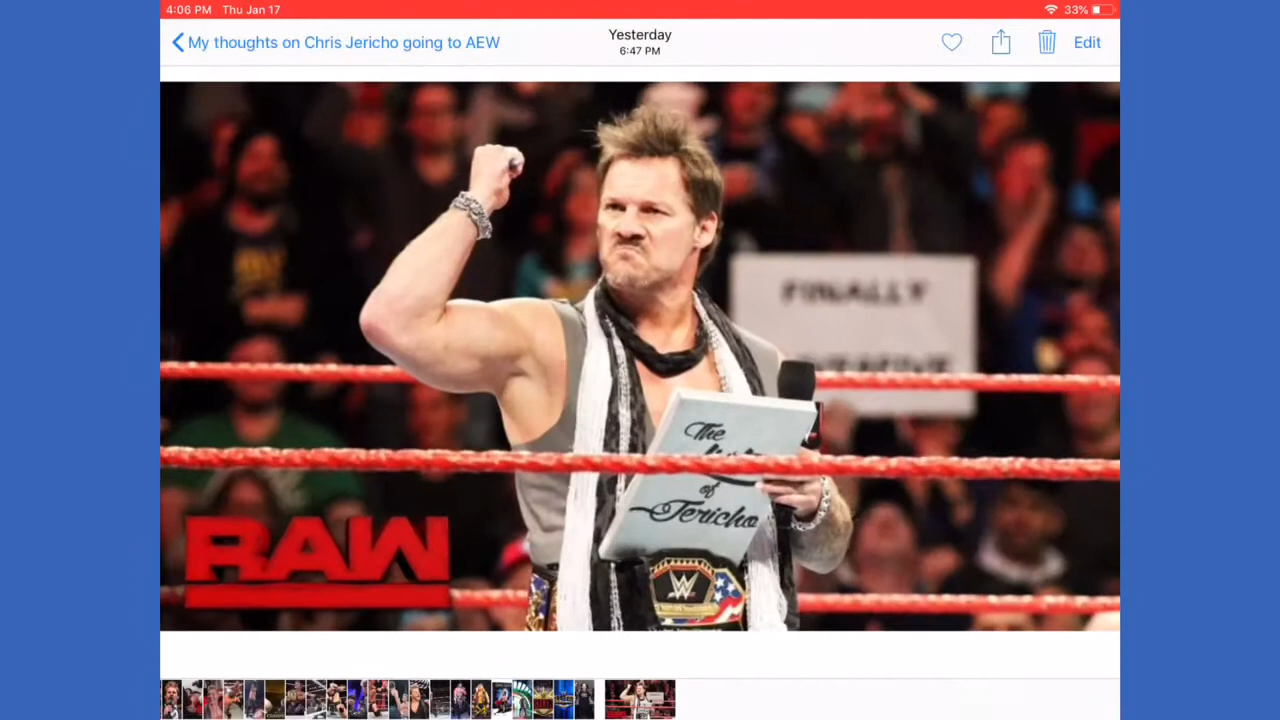 4:06 PM Thu Jan 17
33%
My thoughts on Chris Jericho going to AEW
Yesterday
6:47 PM
Edit
FINALLY
The
List
of
Jericho
W
RAW